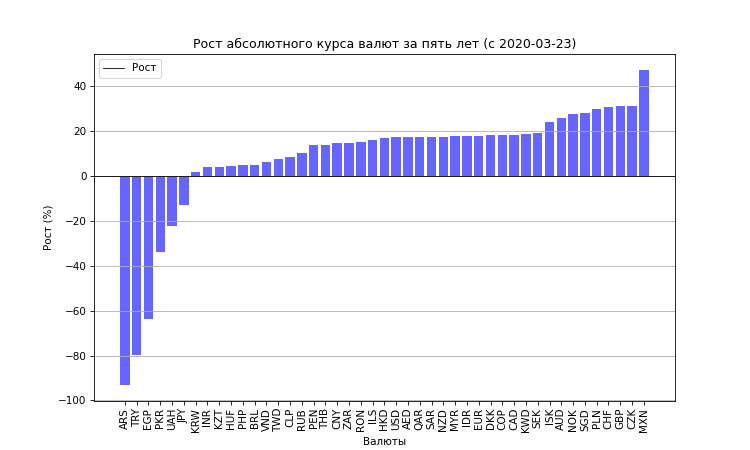 Рост абсолютного курса валют за пять лет (с 2020-03-23)
Рост
Рост (%)
40
20
0
−20
−40
−60
−80
−100
ARS TRY EGP PKR UAH JPY KRW INR KZT HUF PHP BRL VND TWD CLP RUB PEN THB CNY ZAR RON ILS HKD USD AED QAR SAR NZD MYR IDR EUR DKK COP CAD KWD SEK ISK AUD NOK SGD PLN CHF GBP CZK MXN
Валюты